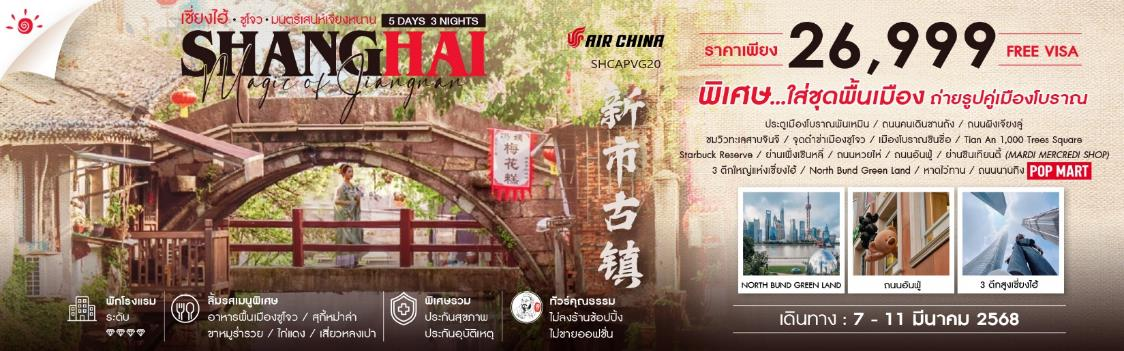 เซี่ยงไฮ้ • ซูโจว • มนตร์เสน่ห์เจียงหนาน 5 DAYS 3 NIGHTS
SHANGHAI
Magic of Jiangnan
AIR CHINA
SHCAPVG20
新市古镇
梅花糕
ราคาเพียง 26,999 FREE VISA
พิเศษ...ใส่ชุดพื้นเมือง ถ่ายรูปคู่เมืองโบราณ
ประตูเมืองโบราณพันเหมิน / ถนนคนเดินซานถัง / ถนนผิงเจียงลู่
ชมวิวทะเลสาบจินจี / จุดต่ำช้าเมืองซูโจว / เมืองโบราณซินซื่อ / Tian An 1,000 Trees Square
Starbuck Reserve / ย่านเฟิ่งเซินหลี่ / ถนนหวยไห่ / ถนนอันฝู / ย่านซินเทียนตี้ (MARDI MERCREDI SHOP)
3 ตึกใหญ่แห่งเซี่ยงไฮ้ / North Bund Green Land / หาดไว่ทาน / ถนนนานกิง POP MART
NORTH BUND GREEN LAND
ถนนอันฝู
3 ตึกสูงเซี่ยงไฮ้
พักโรงแรม
ระดับ
ลิ้มรสเมนูพิเศษ
อาหารพื้นเมืองซูโจว / สุกี้หม่าล่า
ขาหมูร่ำรวย / ไก่แดง / เสี่ยวหลงเปา
พิเศษรวม
ประกันสุขภาพ
ประกันอุบัติเหตุ
ทัวร์คุณธรรม
ไม่ลงร้านช้อปปิ้ง
ไม่ขายออฟชั่น
เดินทาง : 7 - 11 มีนาคม 2568